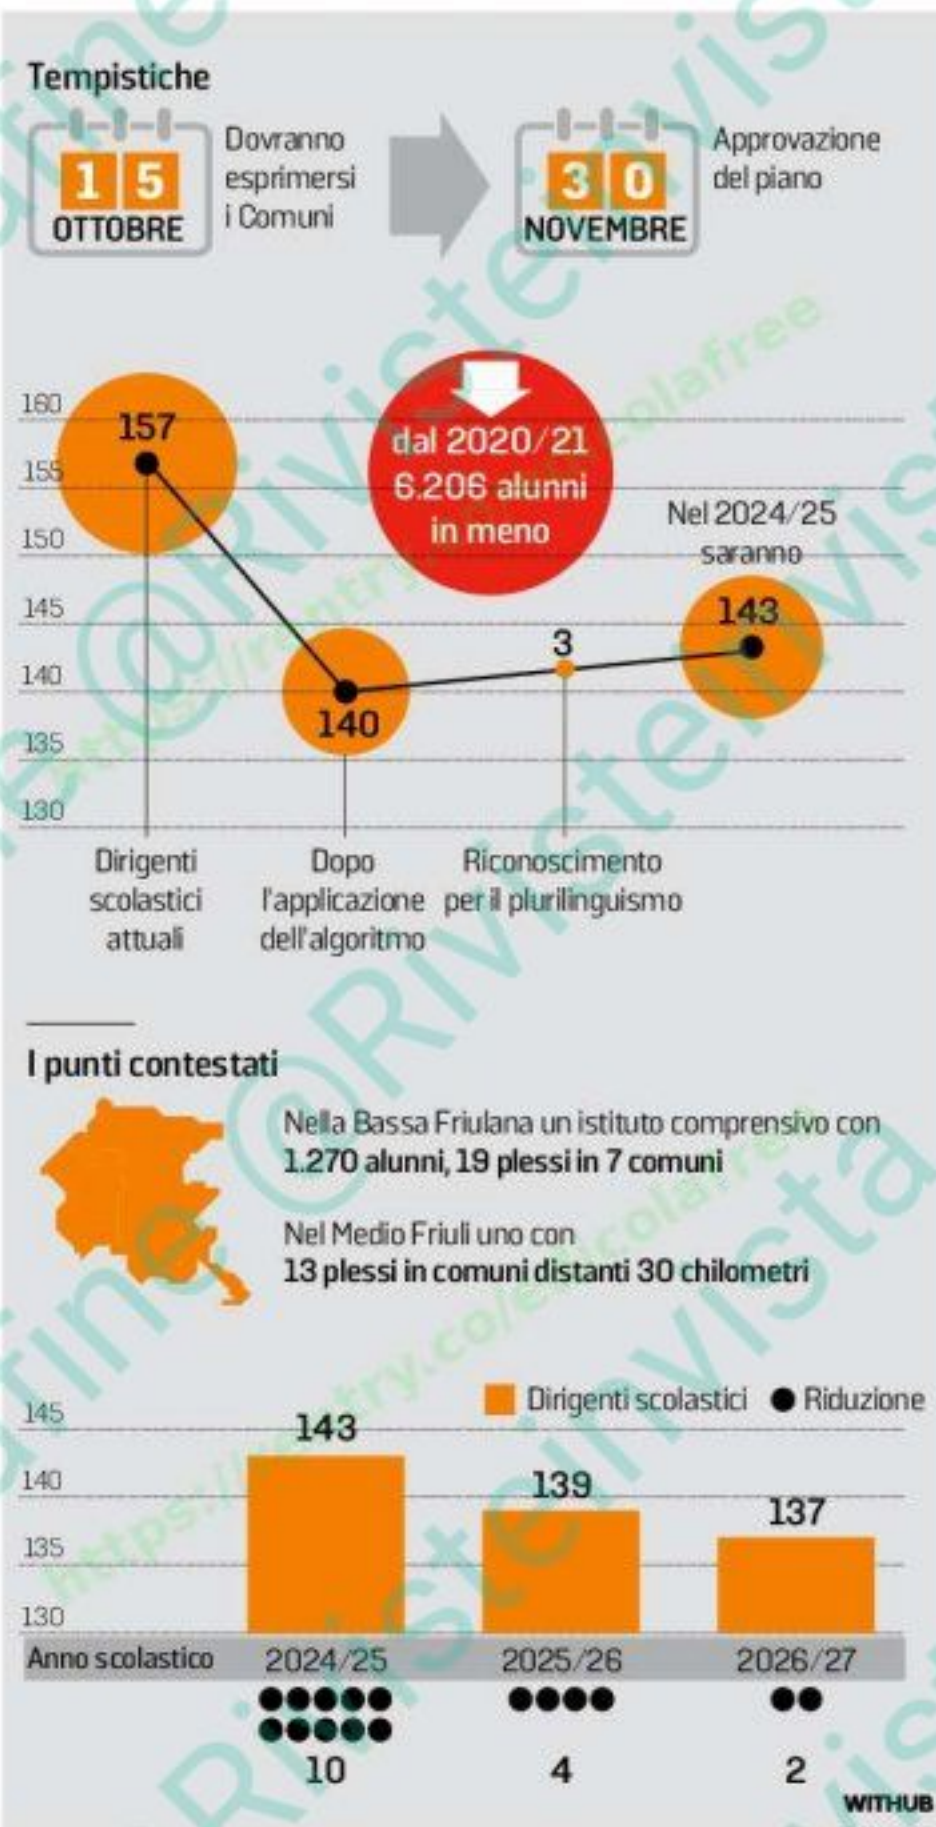 Tempistiche
15
OTTOBRE
Dovranno
esprimersi
i Comuni
30
NOVEMBRE
Approvazione
del piano
160
155
150
145
140
135
130
157
140
3
143
dal 2020/21
6.206 alunni
in meno
Nel 2024/25
saranno
Dirigenti
scolastici
attuali
Dopo
l'applicazione
dell'algoritmo
Riconoscimento
per il plurilinguismo
I punti contestati
Nella Bassa Friulana un istituto comprensivo con
1.270 alunni, 19 plessi in 7 comuni
Nel Medio Friuli uno con
13 plessi in comuni distanti 30 chilometri
Dirigenti scolastici
Riduzione
145
140
135
130
143
139
137
Anno scolastico 2024/25 2025/26 2026/27
10 4 2
WITHUB
@Rivisteinvista